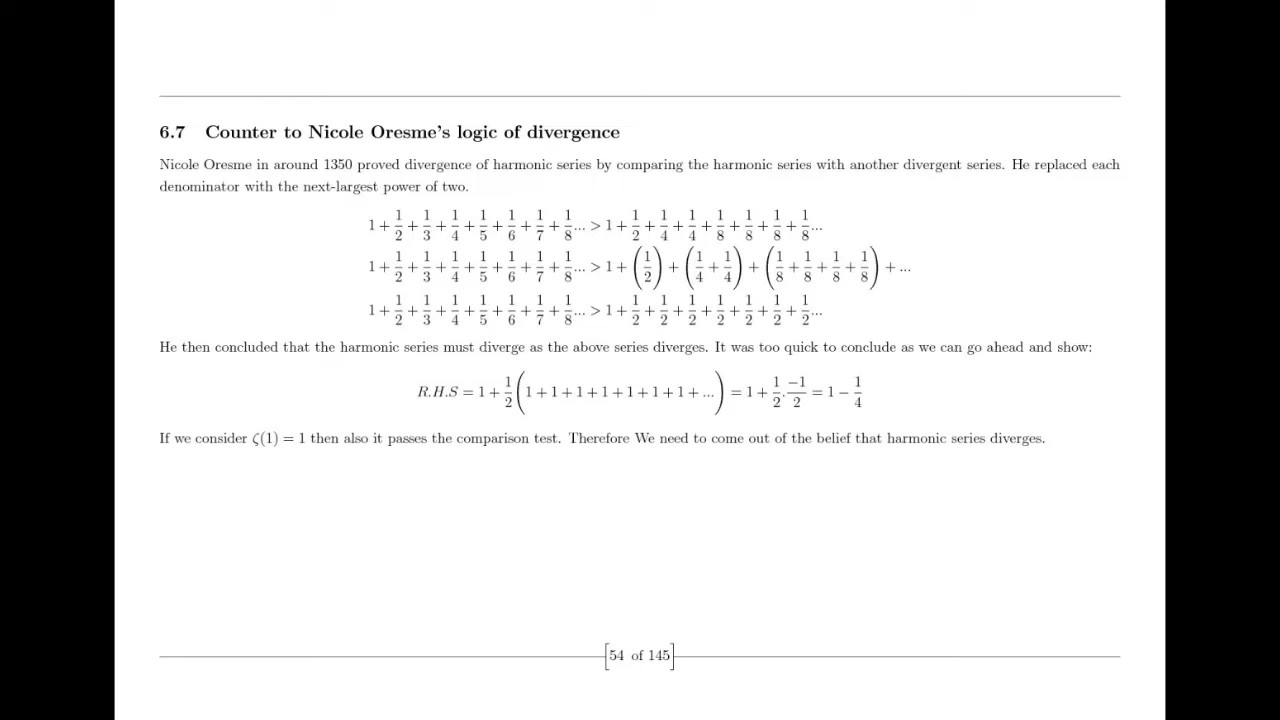 6.7 Counter to Nicole Oresme's logic of divergence
Nicole Oresme in around 1350 proved divergence of harmonic series by comparing the harmonic series with another divergent series. He replaced each
denominator with the next-largest power of two.
1 + 1/2 + 1/3 + 1/4 + 1/5 + 1/6 + 1/7 + 1/8 ... > 1 + 1/2 + 1/4 + 1/4 + 1/8 + 1/8 + 1/8 + 1/8 ...
1 + 1/2 + 1/3 + 1/4 + 1/5 + 1/6 + 1/7 + 1/8 ... > 1 + (1/2) + (1/4 + 1/4) + (1/8 + 1/8 + 1/8 + 1/8) + ...
1 + 1/2 + 1/3 + 1/4 + 1/5 + 1/6 + 1/7 + 1/8 ... > 1 + 1/2 + 1/2 + 1/2 + 1/2 + 1/2 + 1/2 + 1/2 ...
He then concluded that the harmonic series must diverge as the above series diverges. It was too quick to conclude as we can go ahead and show:
R.H.S = 1 + 1/2 (1 + 1 + 1 + 1 + 1 + 1 + 1 + ...) = 1 + 1/2 . -1/2 = 1 - 1/4
If we consider ζ(1) = 1 then also it passes the comparison test. Therefore We need to come out of the belief that harmonic series diverges.
[54 of 145]